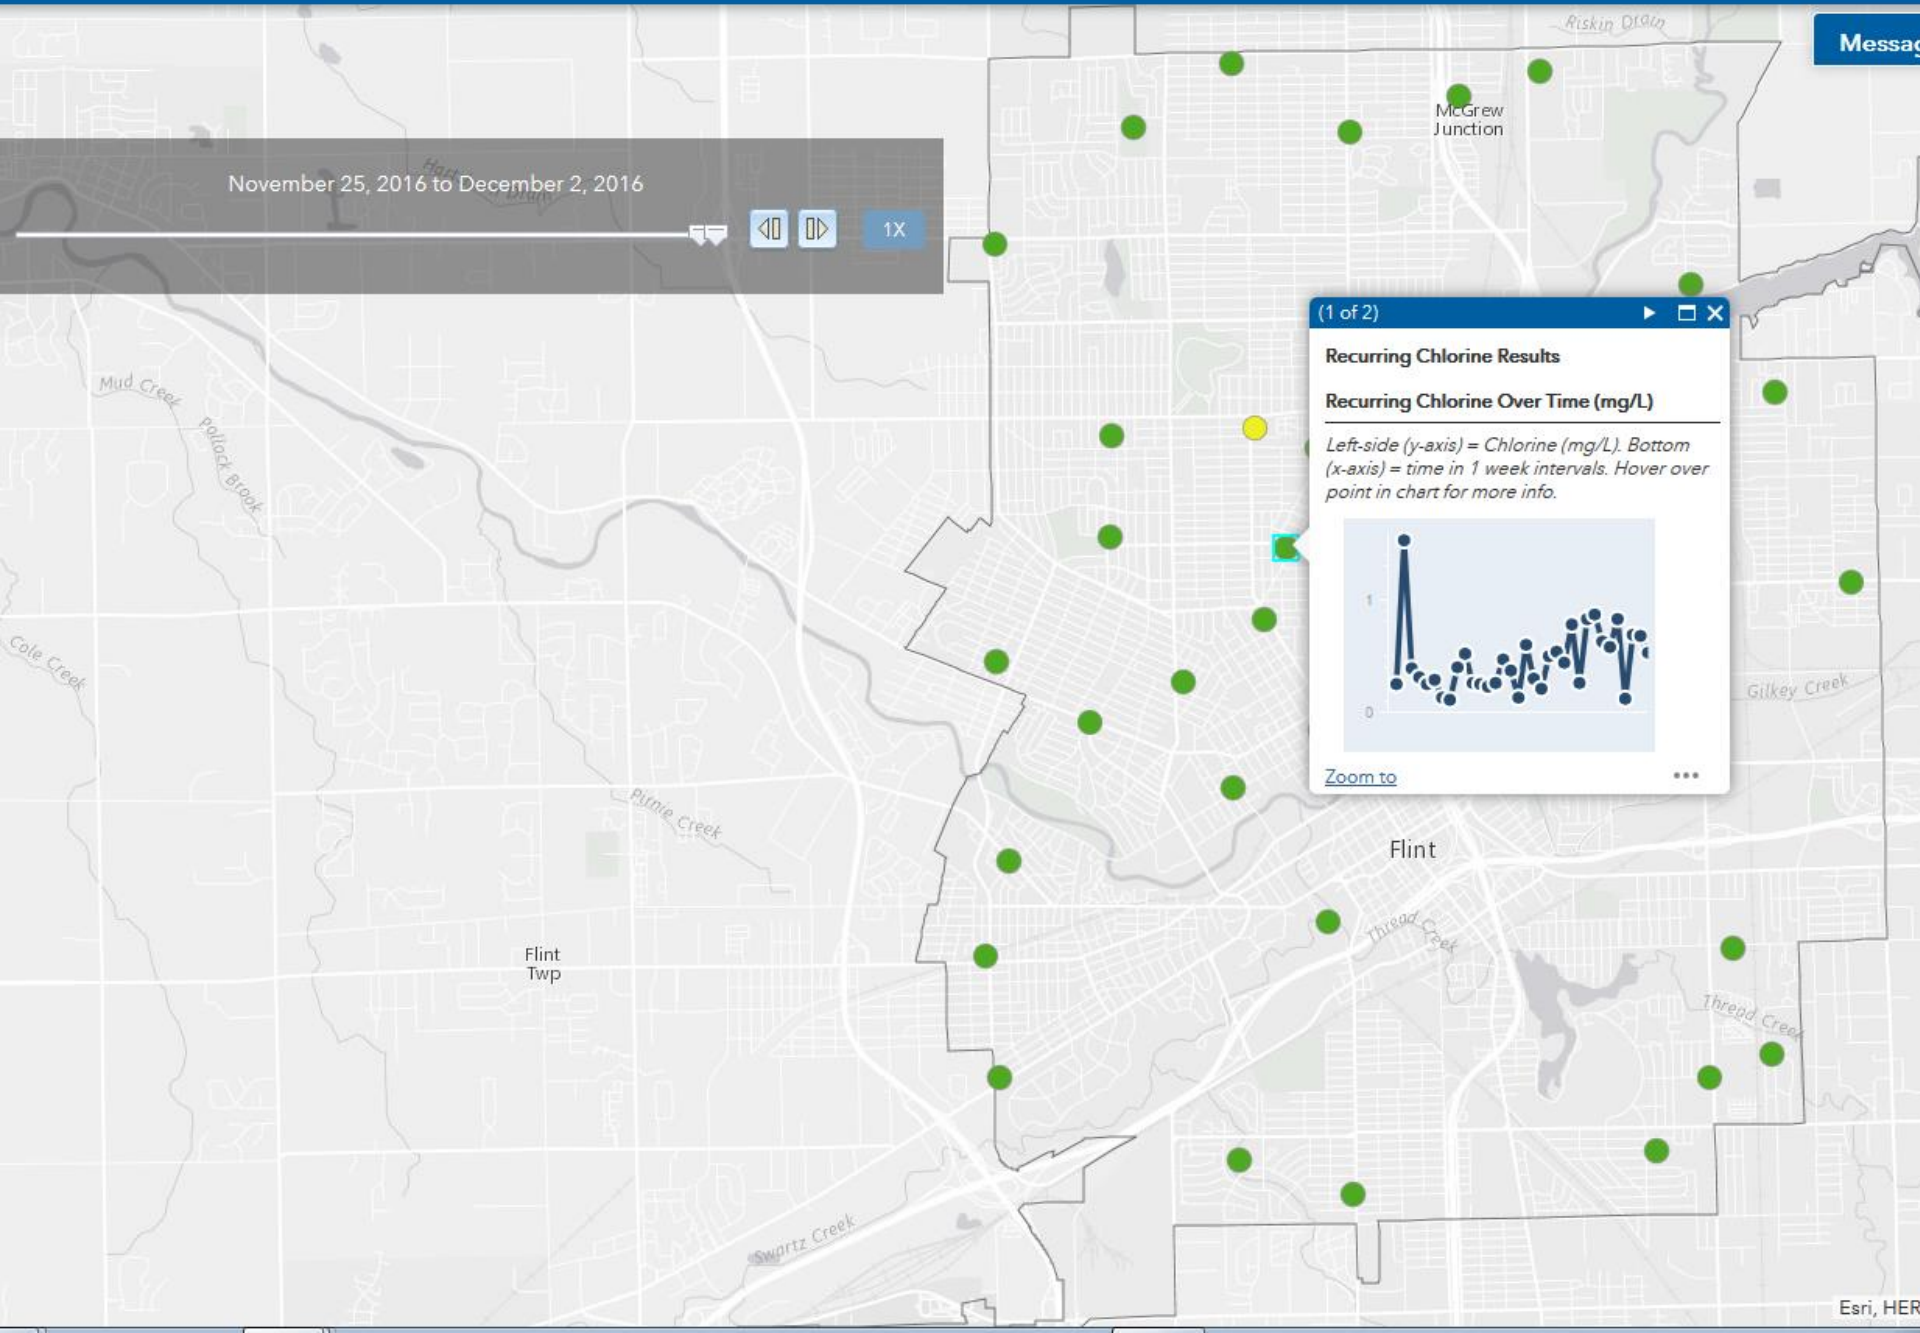 Riskin Drain
Messag
McGrew
Junction
November 25, 2016 to December 2, 2016
1X
(1 of 2)
Recurring Chlorine Results
Recurring Chlorine Over Time (mg/L)
Left-side (y-axis) = Chlorine (mg/L). Bottom
(x-axis) = time in 1 week intervals. Hover over
point in chart for more info.
1
0
Zoom to
Mud Creek
Pollack Brook
Cole Creek
Gilkey Creek
Pirnie Creek
Flint
Thread Creek
Flint
Twp
Thread Creek
Swartz Creek
Esri, HER